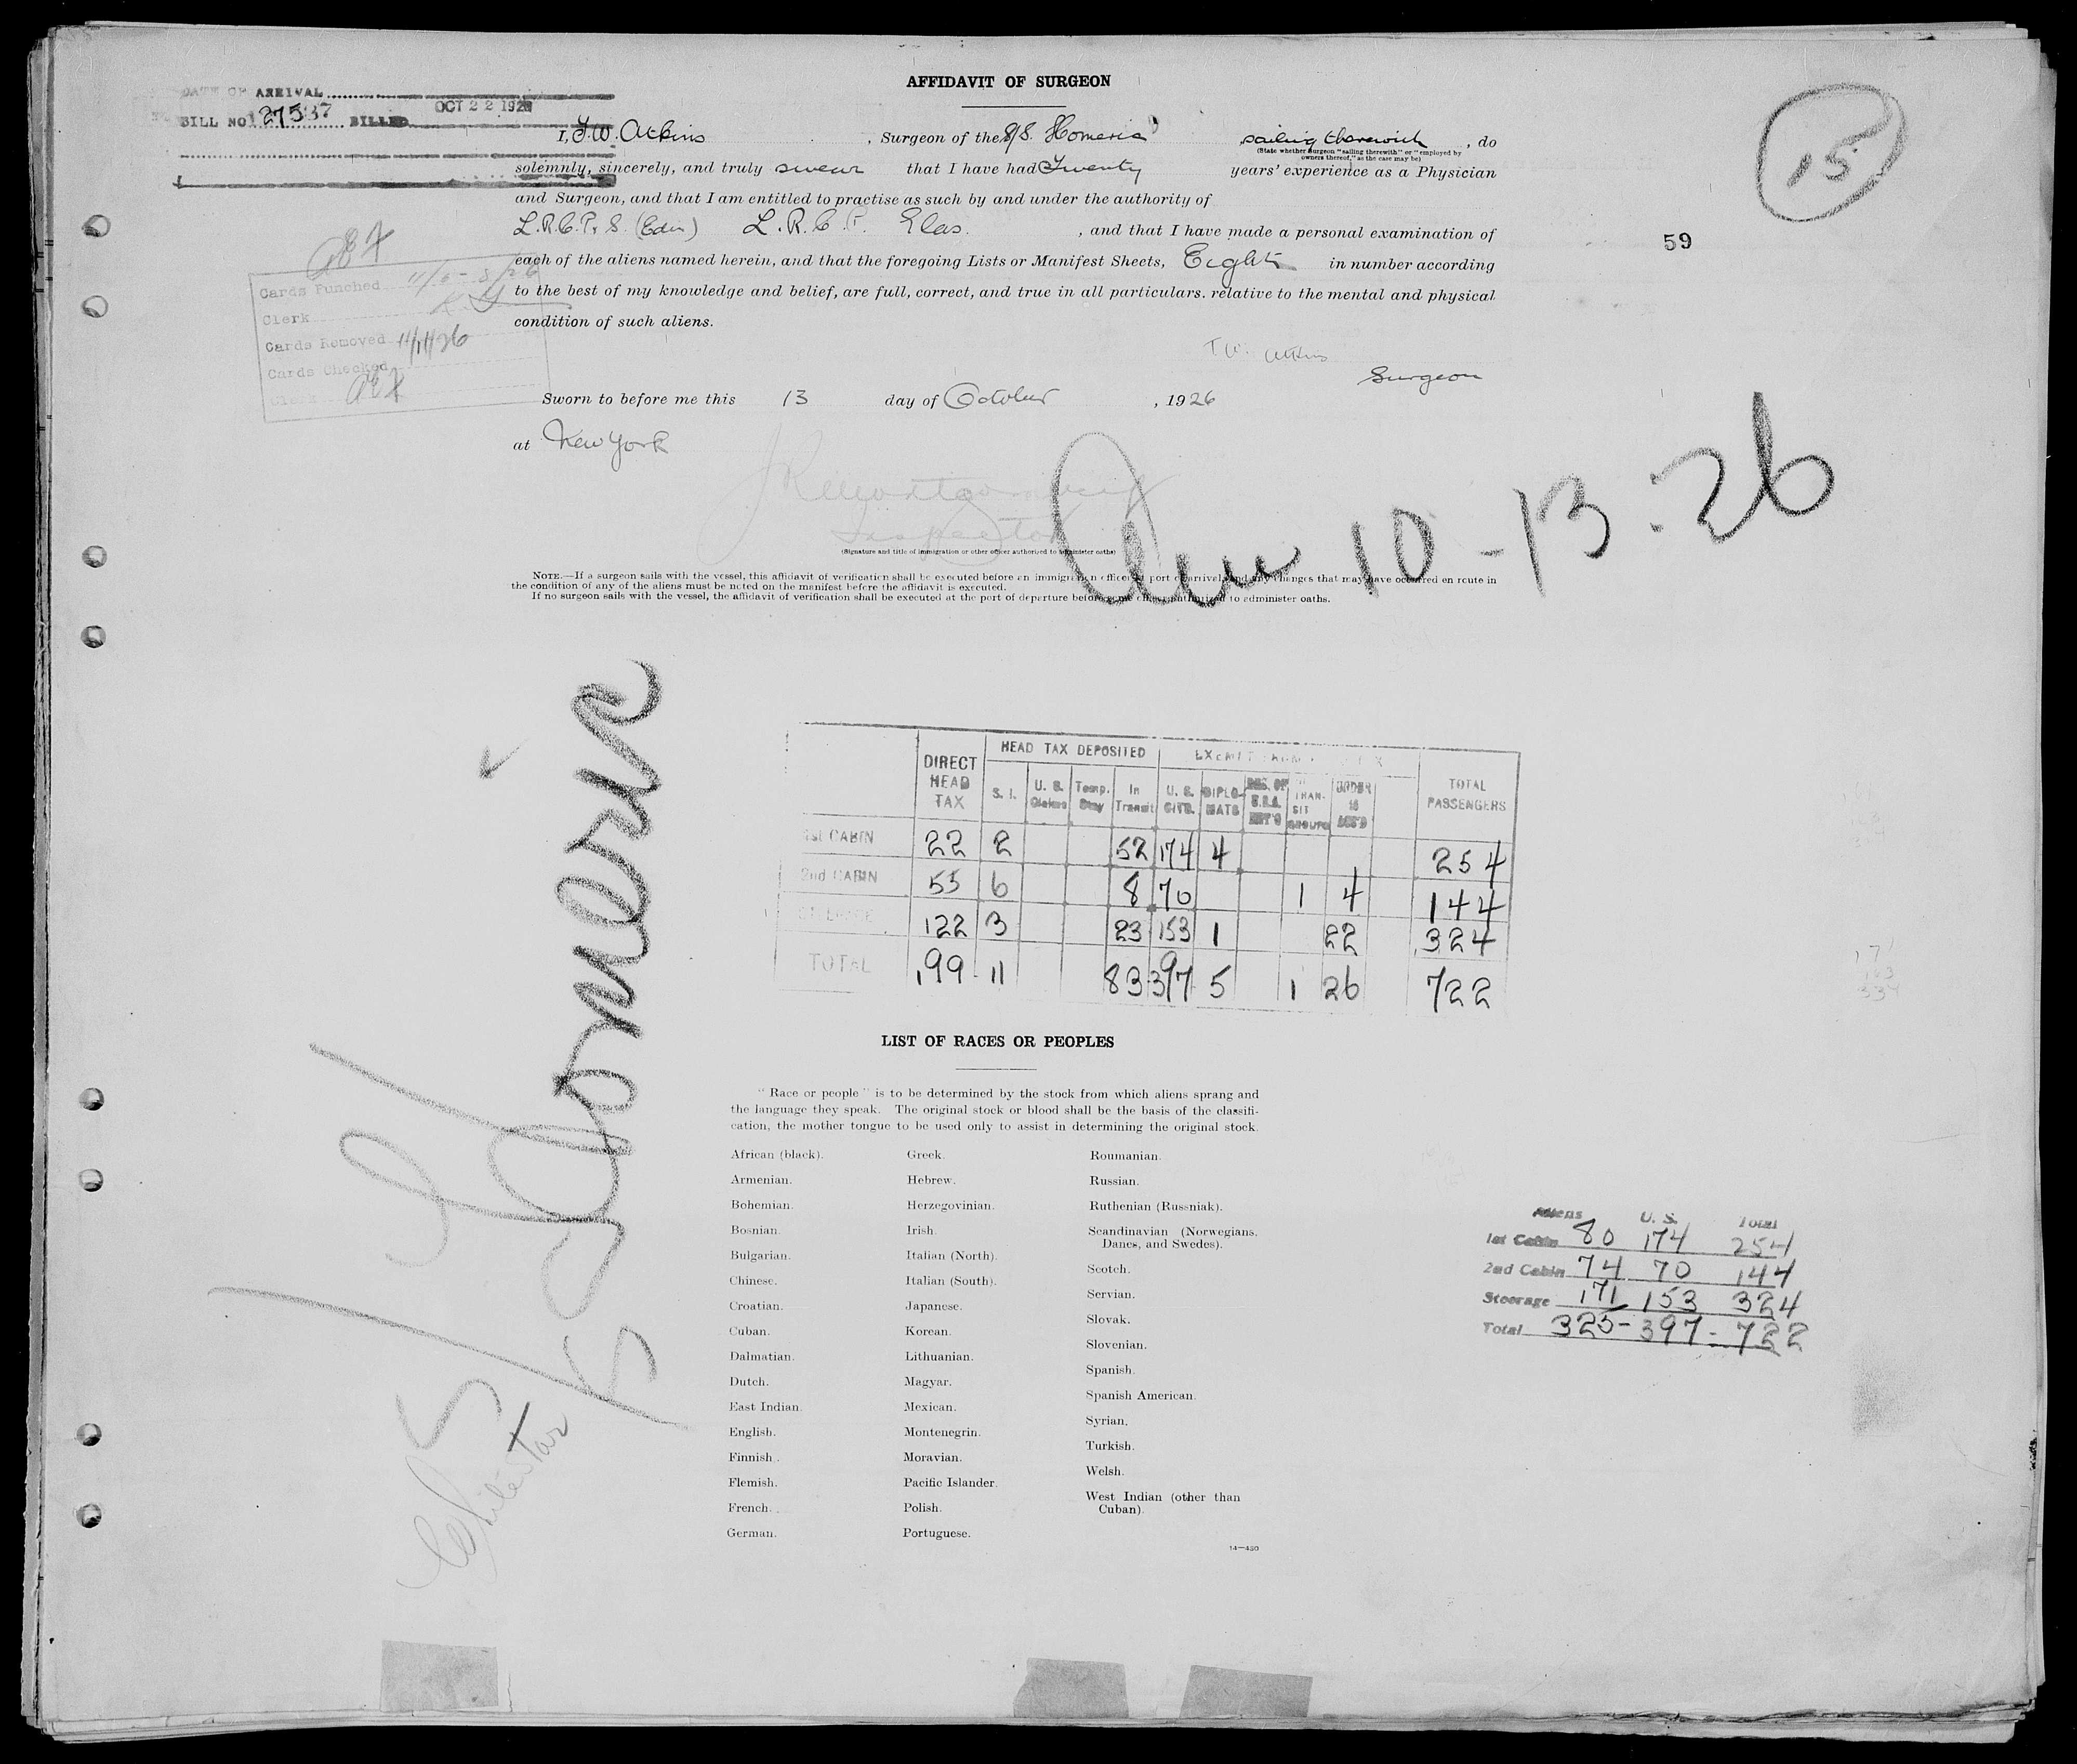 AFFIDAVIT OF SURGEON
DATE OF ARRIVAL
BILL NO. 27537 BILLED OCT 22 1926
15
59
I, T.W. Atkins, Surgeon of the S/S. Homeric sailing therewith, do
(State whether surgeon "sailing therewith" or "employed by
owners thereof," as the case may be)
solemnly, sincerely, and truly swear that I have had Twenty years' experience as a Physician
and Surgeon, and that I am entitled to practise as such by and under the authority of
L.R.C.P. S. (Edin) L.R.C.P. Glas. , and that I have made a personal examination of
each of the aliens named herein, and that the foregoing Lists or Manifest Sheets, Eight in number according
to the best of my knowledge and belief, are full, correct, and true in all particulars. relative to the mental and physical
condition of such aliens.
Cards Punched
Clerk
Cards Removed 11/11/26
Cards Checked
Clerk
T.W. Atkins
Surgeon
Sworn to before me this 13 day of October, 1926
at New York
Inspector
(Signature and title of immigration or other officer authorized to administer oaths)
10-13-26
NOTE.—If a surgeon sails with the vessel, this affidavit of verification shall be executed before an immigration officer at port of arrival, and any changes that may have occurred en route in
the condition of any of the aliens must be noted on the manifest before the affidavit is executed.
If no surgeon sails with the vessel, the affidavit of verification shall be executed at the port of departure before some officer authorized to administer oaths.
S/S Homeric
White Star
DIRECT HEAD TAX HEAD TAX DEPOSITED EXEMPT FROM TAX TOTAL PASSENGERS
S. I. U. S. Claims Temp. Stay In Transit U. S. CITS. DIPLOMATS TRANSIT GROUPS UNDER 16 ACC'D
1st CABIN 22 2 52 174 4 254
2nd CABIN 55 6 8 70 1 4 144
STEERAGE 122 3 23 153 1 22 324
TOTAL 199 11 83 397 5 1 26 722
LIST OF RACES OR PEOPLES
"Race or people" is to be determined by the stock from which aliens sprang and
the language they speak. The original stock or blood shall be the basis of the classifi-
cation, the mother tongue to be used only to assist in determining the original stock.
African (black).
Armenian.
Bohemian.
Bosnian.
Bulgarian.
Chinese.
Croatian.
Cuban.
Dalmatian.
Dutch.
East Indian.
English.
Finnish.
Flemish.
French.
German.
Greek.
Hebrew.
Herzegovinian.
Irish.
Italian (North).
Italian (South).
Japanese.
Korean.
Lithuanian.
Magyar.
Mexican.
Montenegrin.
Moravian.
Pacific Islander.
Polish.
Portuguese.
Roumanian.
Russian.
Ruthenian (Russniak).
Scandinavian (Norwegians,
Danes, and Swedes).
Scotch.
Servian.
Slovak.
Slovenian.
Spanish.
Spanish American.
Syrian.
Turkish.
Welsh.
West Indian (other than
Cuban).
14—430
Aliens U. S. Total
1st Cabin 80 174 254
2nd Cabin 74 70 144
Steerage 171 153 324
Total 325 - 397 - 722